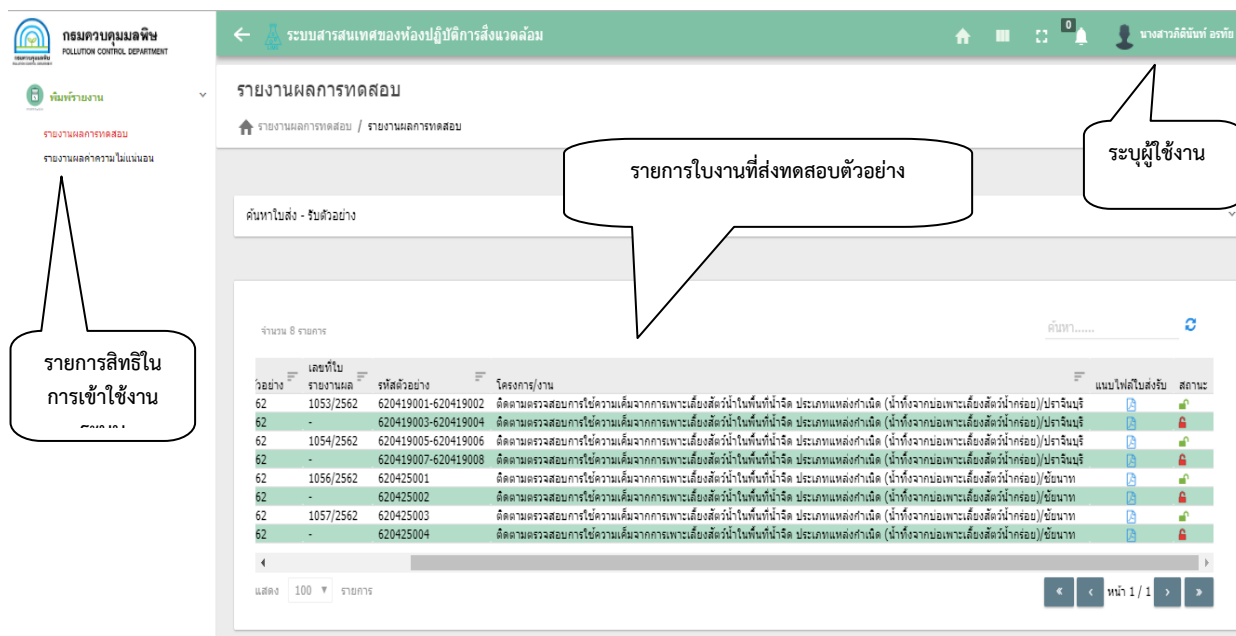 กรมควบคุมมลพิษ
POLLUTION CONTROL DEPARTMENT
ระบบสารสนเทศของห้องปฏิบัติการสิ่งแวดล้อม
0
พิมพ์รายงาน
รายงานผลการทดสอบ
รายงานผลค่าความไม่แน่นอน
รายงานผลการทดสอบ
รายงานผลการทดสอบ / รายงานผลการทดสอบ
ระบุผู้ใช้งาน
รายการใบงานที่ส่งทดสอบตัวอย่าง
ค้นหาใบส่ง - รับตัวอย่าง
รายการสิทธิใน
การเข้าใช้งาน
จำนวน 8 รายการ
ค้นหา......
วอย่าง เลขที่ใบรายงานผล รหัสตัวอย่าง โครงการ/งาน แนบไฟล์ใบส่งรับ สถานะ
62 1053/2562 620419001-620419002 ติดตามตรวจสอบการใช้ความเค็มจากการเพาะเลี้ยงสัตว์น้ำในพื้นที่น้ำจืด ประเภทแหล่งกำเนิด (น้ำทิ้งจากบ่อเพาะเลี้ยงสัตว์น้ำกร่อย)/ปราจีนบุรี
62 - 620419003-620419004 ติดตามตรวจสอบการใช้ความเค็มจากการเพาะเลี้ยงสัตว์น้ำในพื้นที่น้ำจืด ประเภทแหล่งกำเนิด (น้ำทิ้งจากบ่อเพาะเลี้ยงสัตว์น้ำกร่อย)/ปราจีนบุรี
62 1054/2562 620419005-620419006 ติดตามตรวจสอบการใช้ความเค็มจากการเพาะเลี้ยงสัตว์น้ำในพื้นที่น้ำจืด ประเภทแหล่งกำเนิด (น้ำทิ้งจากบ่อเพาะเลี้ยงสัตว์น้ำกร่อย)/ปราจีนบุรี
62 - 620419007-620419008 ติดตามตรวจสอบการใช้ความเค็มจากการเพาะเลี้ยงสัตว์น้ำในพื้นที่น้ำจืด ประเภทแหล่งกำเนิด (น้ำทิ้งจากบ่อเพาะเลี้ยงสัตว์น้ำกร่อย)/ปราจีนบุรี
62 1056/2562 620425001 ติดตามตรวจสอบการใช้ความเค็มจากการเพาะเลี้ยงสัตว์น้ำในพื้นที่น้ำจืด ประเภทแหล่งกำเนิด (น้ำทิ้งจากบ่อเพาะเลี้ยงสัตว์น้ำกร่อย)/ชัยนาท
62 - 620425002 ติดตามตรวจสอบการใช้ความเค็มจากการเพาะเลี้ยงสัตว์น้ำในพื้นที่น้ำจืด ประเภทแหล่งกำเนิด (น้ำทิ้งจากบ่อเพาะเลี้ยงสัตว์น้ำกร่อย)/ชัยนาท
62 1057/2562 620425003 ติดตามตรวจสอบการใช้ความเค็มจากการเพาะเลี้ยงสัตว์น้ำในพื้นที่น้ำจืด ประเภทแหล่งกำเนิด (น้ำทิ้งจากบ่อเพาะเลี้ยงสัตว์น้ำกร่อย)/ชัยนาท
62 - 620425004 ติดตามตรวจสอบการใช้ความเค็มจากการเพาะเลี้ยงสัตว์น้ำในพื้นที่น้ำจืด ประเภทแหล่งกำเนิด (น้ำทิ้งจากบ่อเพาะเลี้ยงสัตว์น้ำกร่อย)/ชัยนาท
แสดง 100 รายการ
หน้า 1 / 1